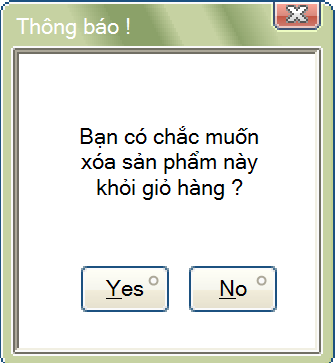 Thông báo !
Bạn có chắc muốn
xóa sản phẩm này
khỏi giỏ hàng ?
Yes
No